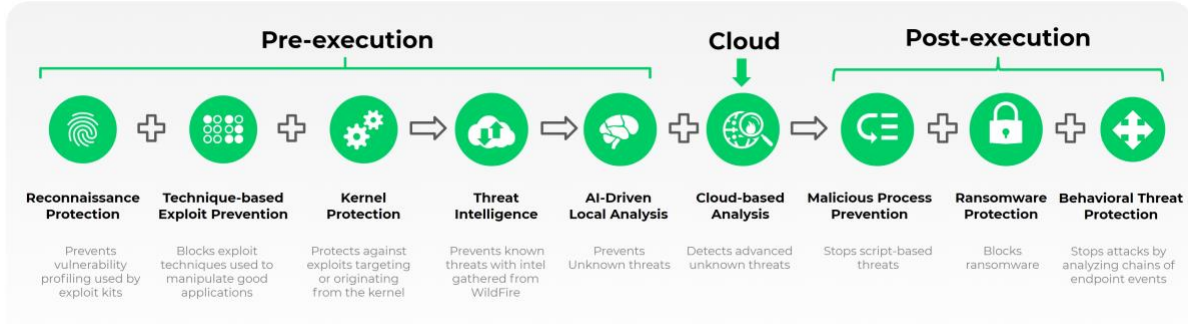 Pre-execution
Cloud
Post-execution
Reconnaissance
Protection
Prevents
vulnerability
profiling used by
exploit kits
Technique-based
Exploit Prevention
Blocks exploit
techniques used to
manipulate good
applications
Kernel
Protection
Protects against
exploits targeting
or originating
from the kernel
Threat
Intelligence
Prevents known
threats with intel
gathered from
WildFire
AI-Driven
Local Analysis
Prevents
Unknown threats
Cloud-based
Analysis
Detects advanced
unknown threats
Malicious Process
Prevention
Stops script-based
threats
Ransomware
Protection
Blocks
ransomware
Behavioral Threat
Protection
Stops attacks by
analyzing chains of
endpoint events